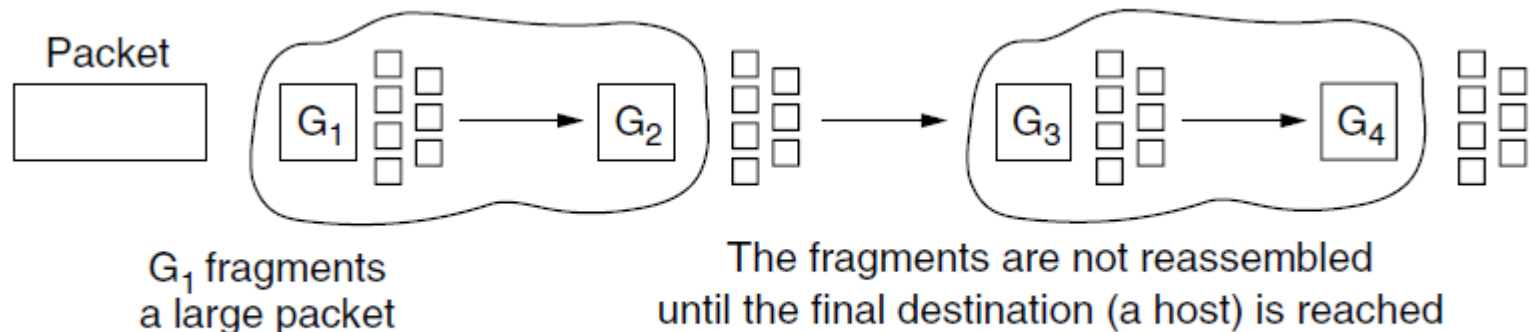 Packet
G₁
G₂
G₃
G₄
G₁ fragments
a large packet
The fragments are not reassembled
until the final destination (a host) is reached